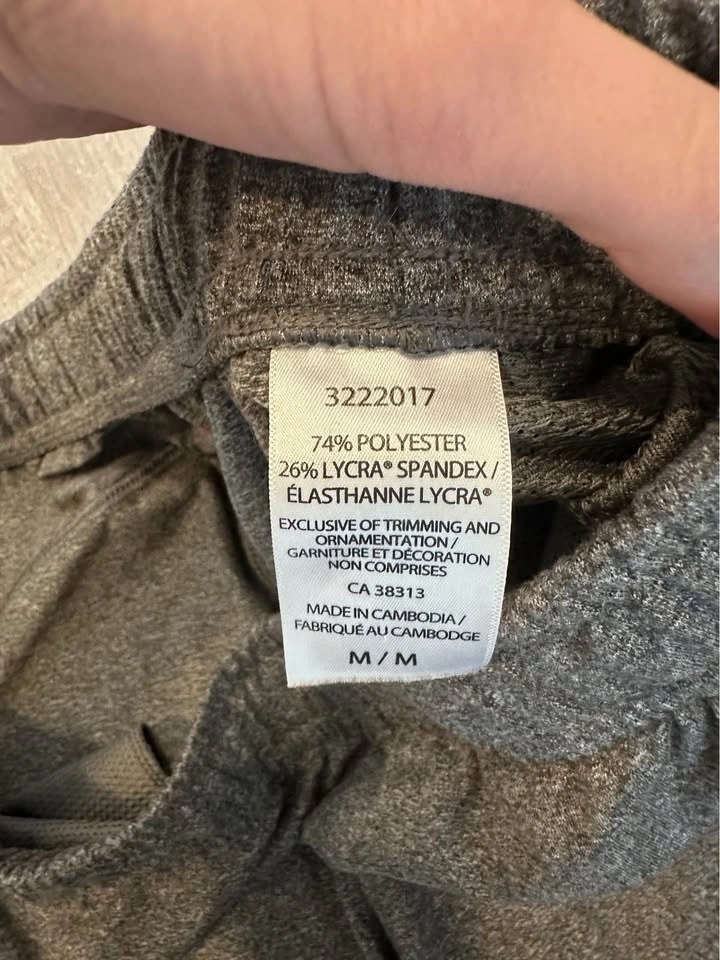 3222017
74% POLYESTER
26% LYCRA® SPANDEX /
ÉLASTHANNE LYCRA®
EXCLUSIVE OF TRIMMING AND
ORNAMENTATION /
GARNITURE ET DÉCORATION
NON COMPRISES
CA 38313
MADE IN CAMBODIA /
FABRIQUÉ AU CAMBODGE
M / M